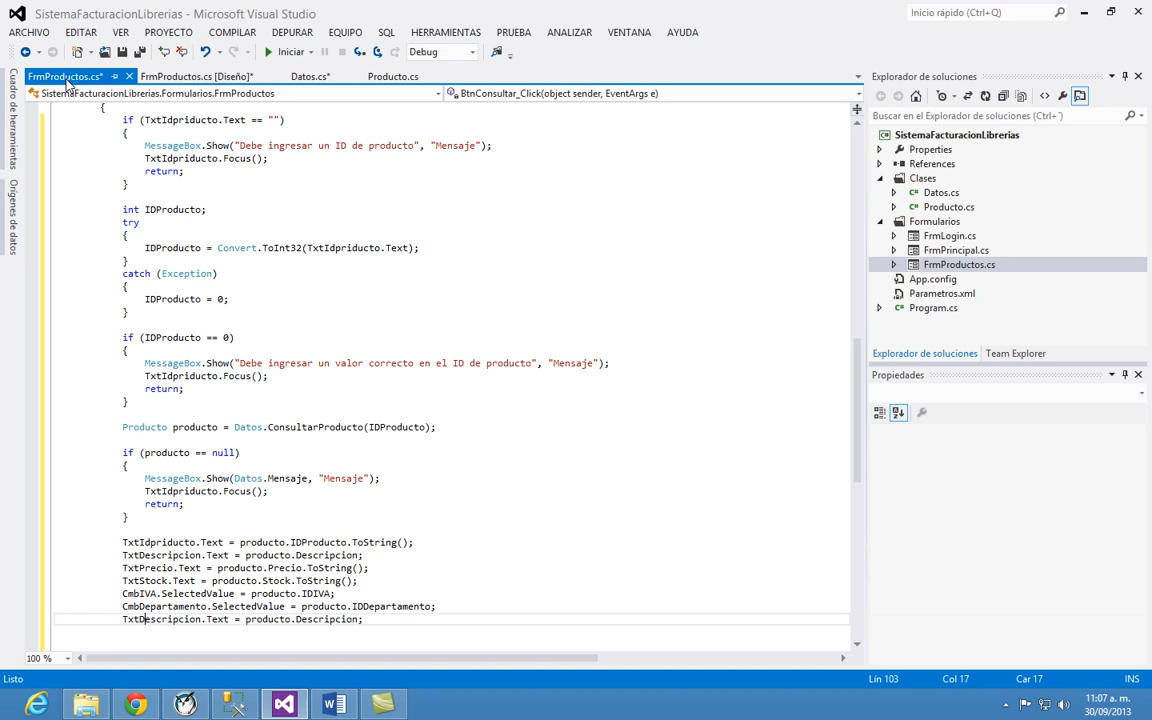 SistemaFacturacionLibrerias - Microsoft Visual Studio
Inicio rápido (Ctrl+Q)
ARCHIVO EDITAR VER PROYECTO COMPILAR DEPURAR EQUIPO SQL HERRAMIENTAS PRUEBA ANALIZAR VENTANA AYUDA
Iniciar Debug
FrmProductos.cs* FrmProductos.cs [Diseño]* Datos.cs* Producto.cs
SistemaFacturacionLibrerias.Formularios.FrmProductos BtnConsultar_Click(object sender, EventArgs e)
Cuadro de herramientas
Orígenes de datos
{
if (TxtIdpriducto.Text == "")
{
MessageBox.Show("Debe ingresar un ID de producto", "Mensaje");
TxtIdpriducto.Focus();
return;
}
int IDProducto;
try
{
IDProducto = Convert.ToInt32(TxtIdpriducto.Text);
}
catch (Exception)
{
IDProducto = 0;
}
if (IDProducto == 0)
{
MessageBox.Show("Debe ingresar un valor correcto en el ID de producto", "Mensaje");
TxtIdpriducto.Focus();
return;
}
Producto producto = Datos.ConsultarProducto(IDProducto);
if (producto == null)
{
MessageBox.Show(Datos.Mensaje, "Mensaje");
TxtIdpriducto.Focus();
return;
}
TxtIdpriducto.Text = producto.IDProducto.ToString();
TxtDescripcion.Text = producto.Descripcion;
TxtPrecio.Text = producto.Precio.ToString();
TxtStock.Text = producto.Stock.ToString();
CmbIVA.SelectedValue = producto.IDIVA;
CmbDepartamento.SelectedValue = producto.IDDepartamento;
TxtDescripcion.Text = producto.Descripcion;
100 %
Explorador de soluciones
Buscar en el Explorador de soluciones (Ctrl+´)
SistemaFacturacionLibrerias
Properties
References
Clases
Datos.cs
Producto.cs
Formularios
FrmLogin.cs
FrmPrincipal.cs
FrmProductos.cs
App.config
Parametros.xml
Program.cs
Explorador de soluciones Team Explorer
Propiedades
Listo Lín 103 Col 17 Car 17 INS
11:07 a. m.
30/09/2013